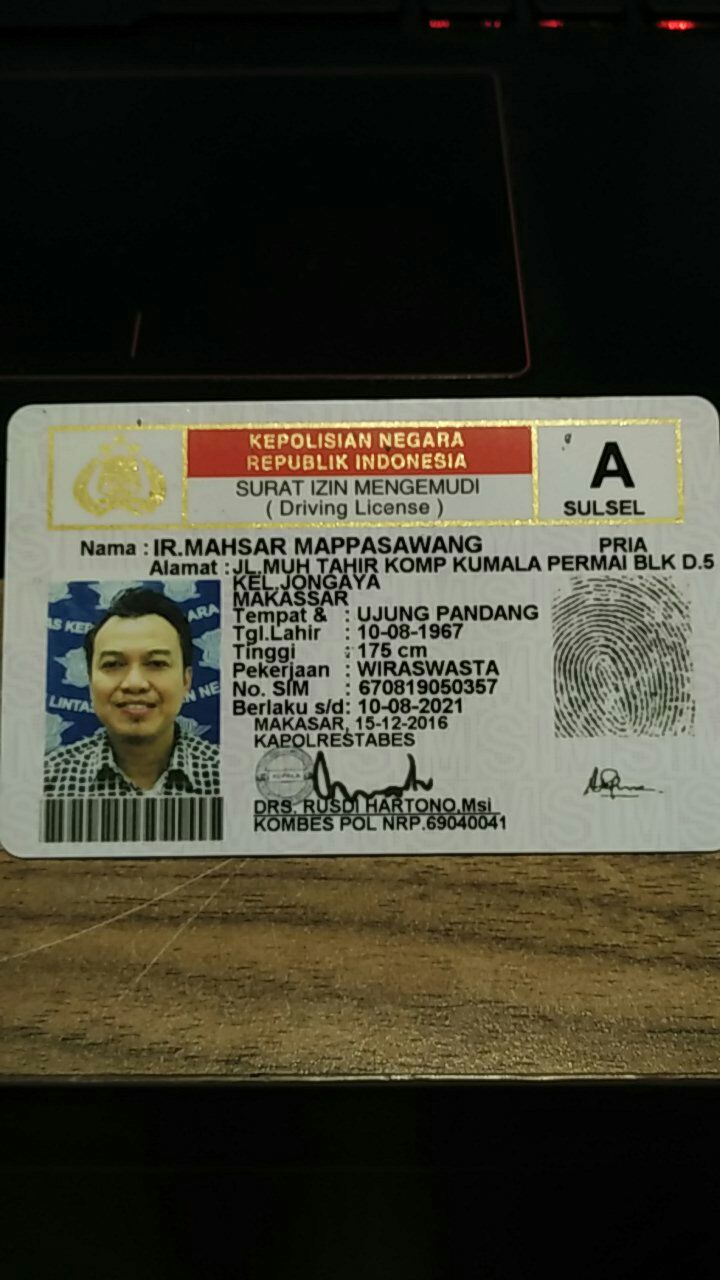 KEPOLISIAN NEGARA
REPUBLIK INDONESIA
SURAT IZIN MENGEMUDI
( Driving License )
A
SULSEL
Nama : IR.MAHSAR MAPPASAWANG PRIA
Alamat : JL.MUH TAHIR KOMP KUMALA PERMAI BLK D.5
KEL.JONGAYA
MAKASSAR
Tempat & : UJUNG PANDANG
Tgl.Lahir : 10-08-1967
Tinggi : 175 cm
Pekerjaan : WIRASWASTA
No. SIM : 670819050357
Berlaku s/d : 10-08-2021
MAKASAR, 15-12-2016
KAPOLRESTABES
KEPALA
DRS. RUSDI HARTONO,Msi
KOMBES POL NRP.69040041